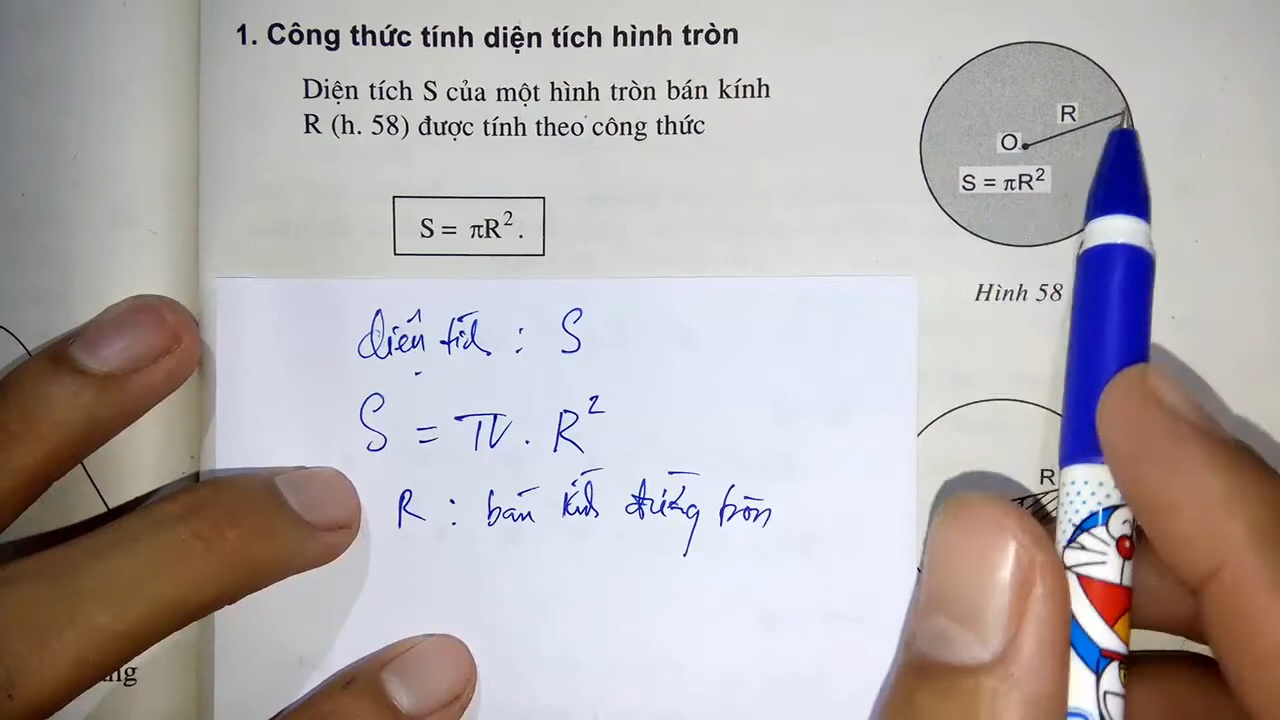 1. Công thức tính diện tích hình tròn
Diện tích S của một hình tròn bán kính
R (h. 58) được tính theo công thức
S = πR².
R
O
S = πR²
Hình 58
diện tích : S
S = π . R²
R : bán kính đường tròn
R
ng